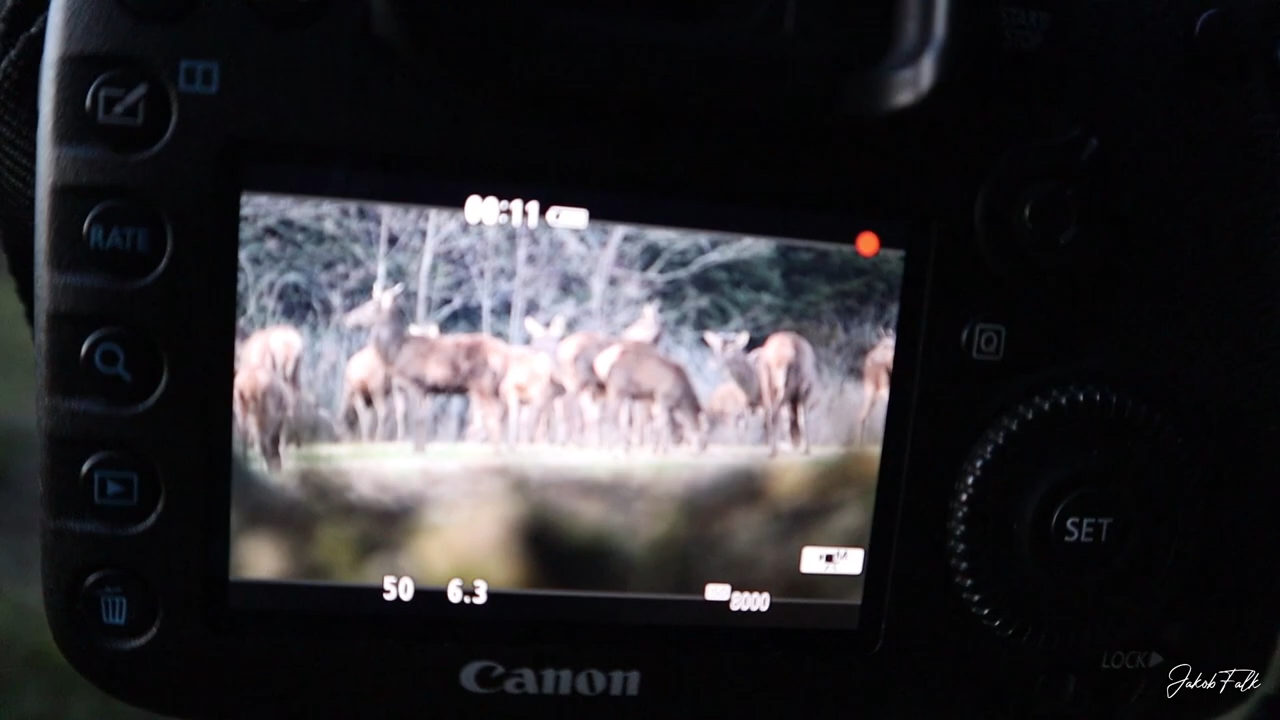 RATE
00:11
Q
SET
50 6.3
M
8000
Canon
LOCK
Jakob Falk